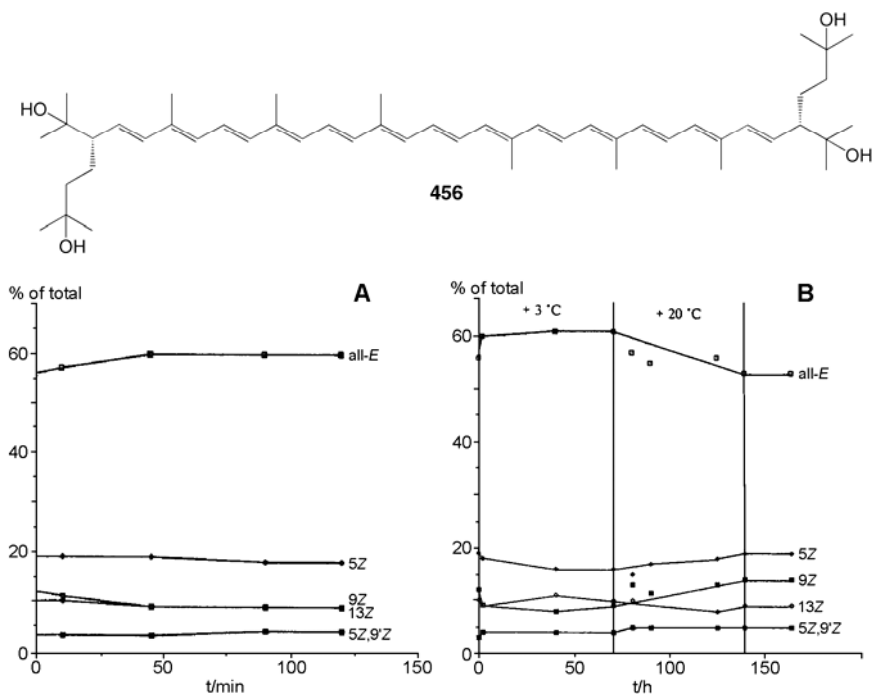 OH
HO
OH
456
OH
% of total
A
60
all-E
40
20
5Z
9Z
13Z
5Z,9'Z
0
0 50 100 150
t/min
% of total
B
+ 3 °C
+ 20 °C
60
all-E
40
20
5Z
9Z
13Z
5Z,9'Z
0
0 50 100 150
t/h